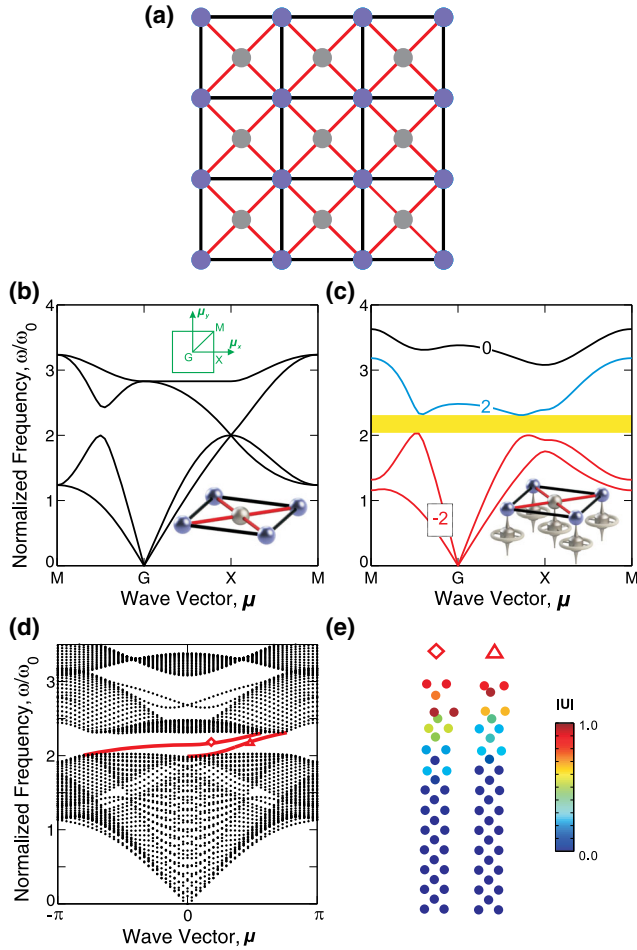 (a)
(b)
4
3
2
1
0
M
G
X
M
Normalized Frequency, ω/ω0
Wave Vector, μ
μy
M
μx
G
X
(c)
4
3
2
1
0
M
G
X
M
0
2
-2
Wave Vector, μ
(d)
3
2
1
0
-π
0
π
Normalized Frequency, ω/ω0
Wave Vector, μ
(e)
|U|
1.0
0.0